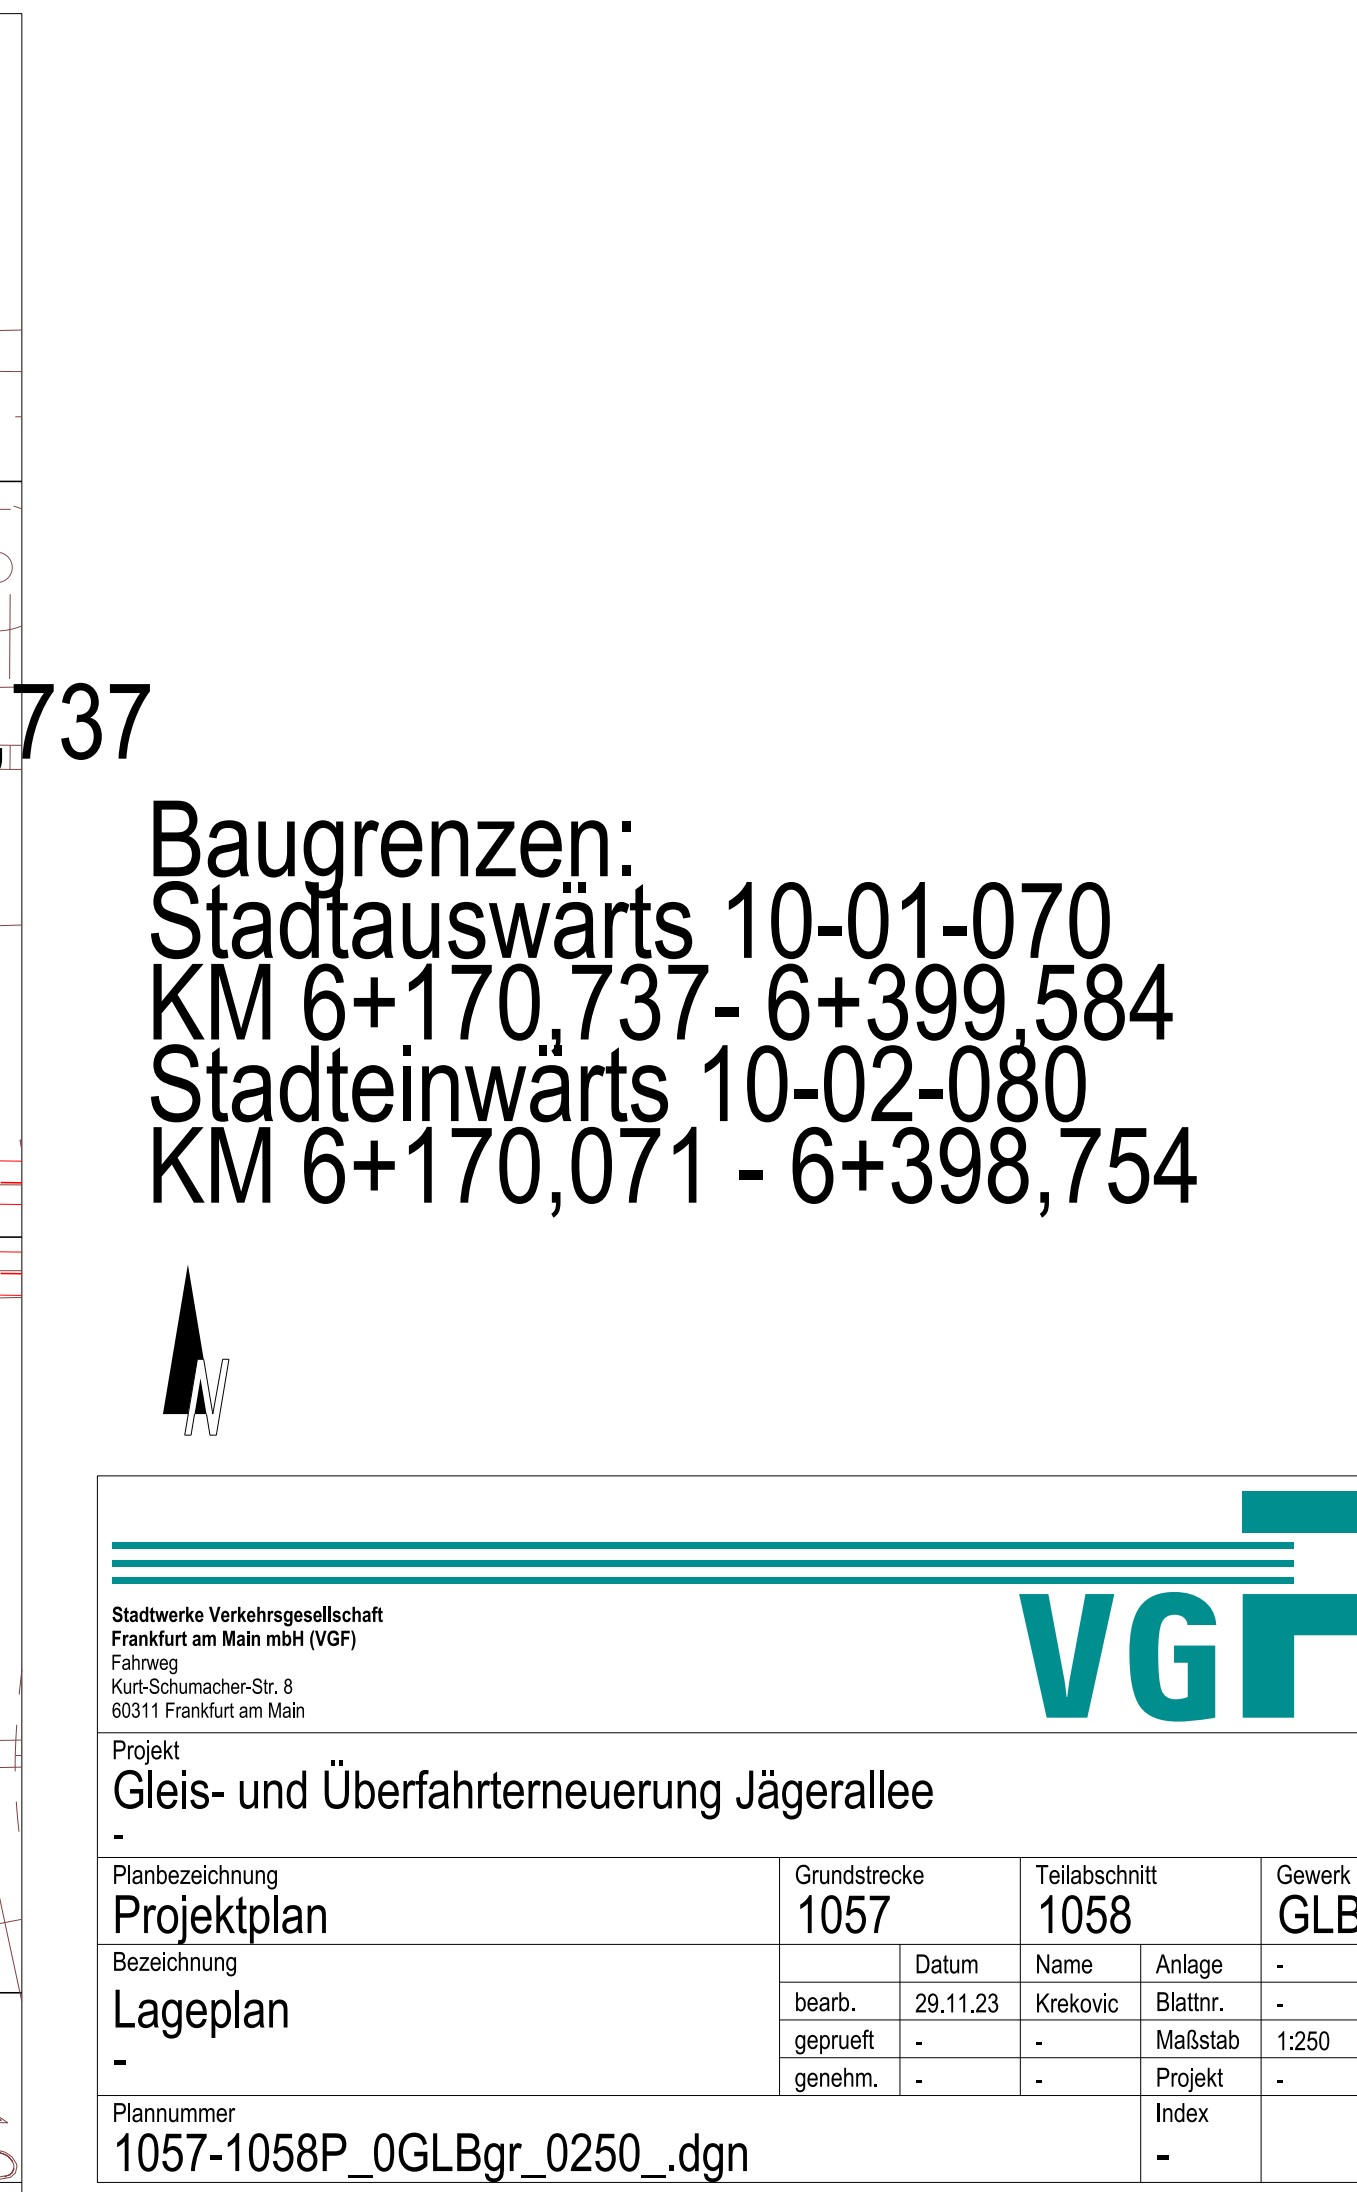 ,737
Baugrenzen:
Stadtauswärts 10-01-070
KM 6+170,737- 6+399,584
Stadteinwärts 10-02-080
KM 6+170,071 - 6+398,754
N
Stadtwerke Verkehrsgesellschaft
Frankfurt am Main mbH (VGF)
Fahrweg
Kurt-Schumacher-Str. 8
60311 Frankfurt am Main
VGF
Projekt
Gleis- und Überfahrterneuerung Jägerallee
-
Planbezeichnung
Projektplan
Grundstrecke
1057
Teilabschnitt
1058
Gewerk
GLB
Bezeichnung
Lageplan
-
Datum Name Anlage -
bearb. 29.11.23 Krekovic Blattnr. -
geprueft - - Maßstab 1:250
genehm. - - Projekt -
Plannummer
1057-1058P_0GLBgr_0250_.dgn
Index
-